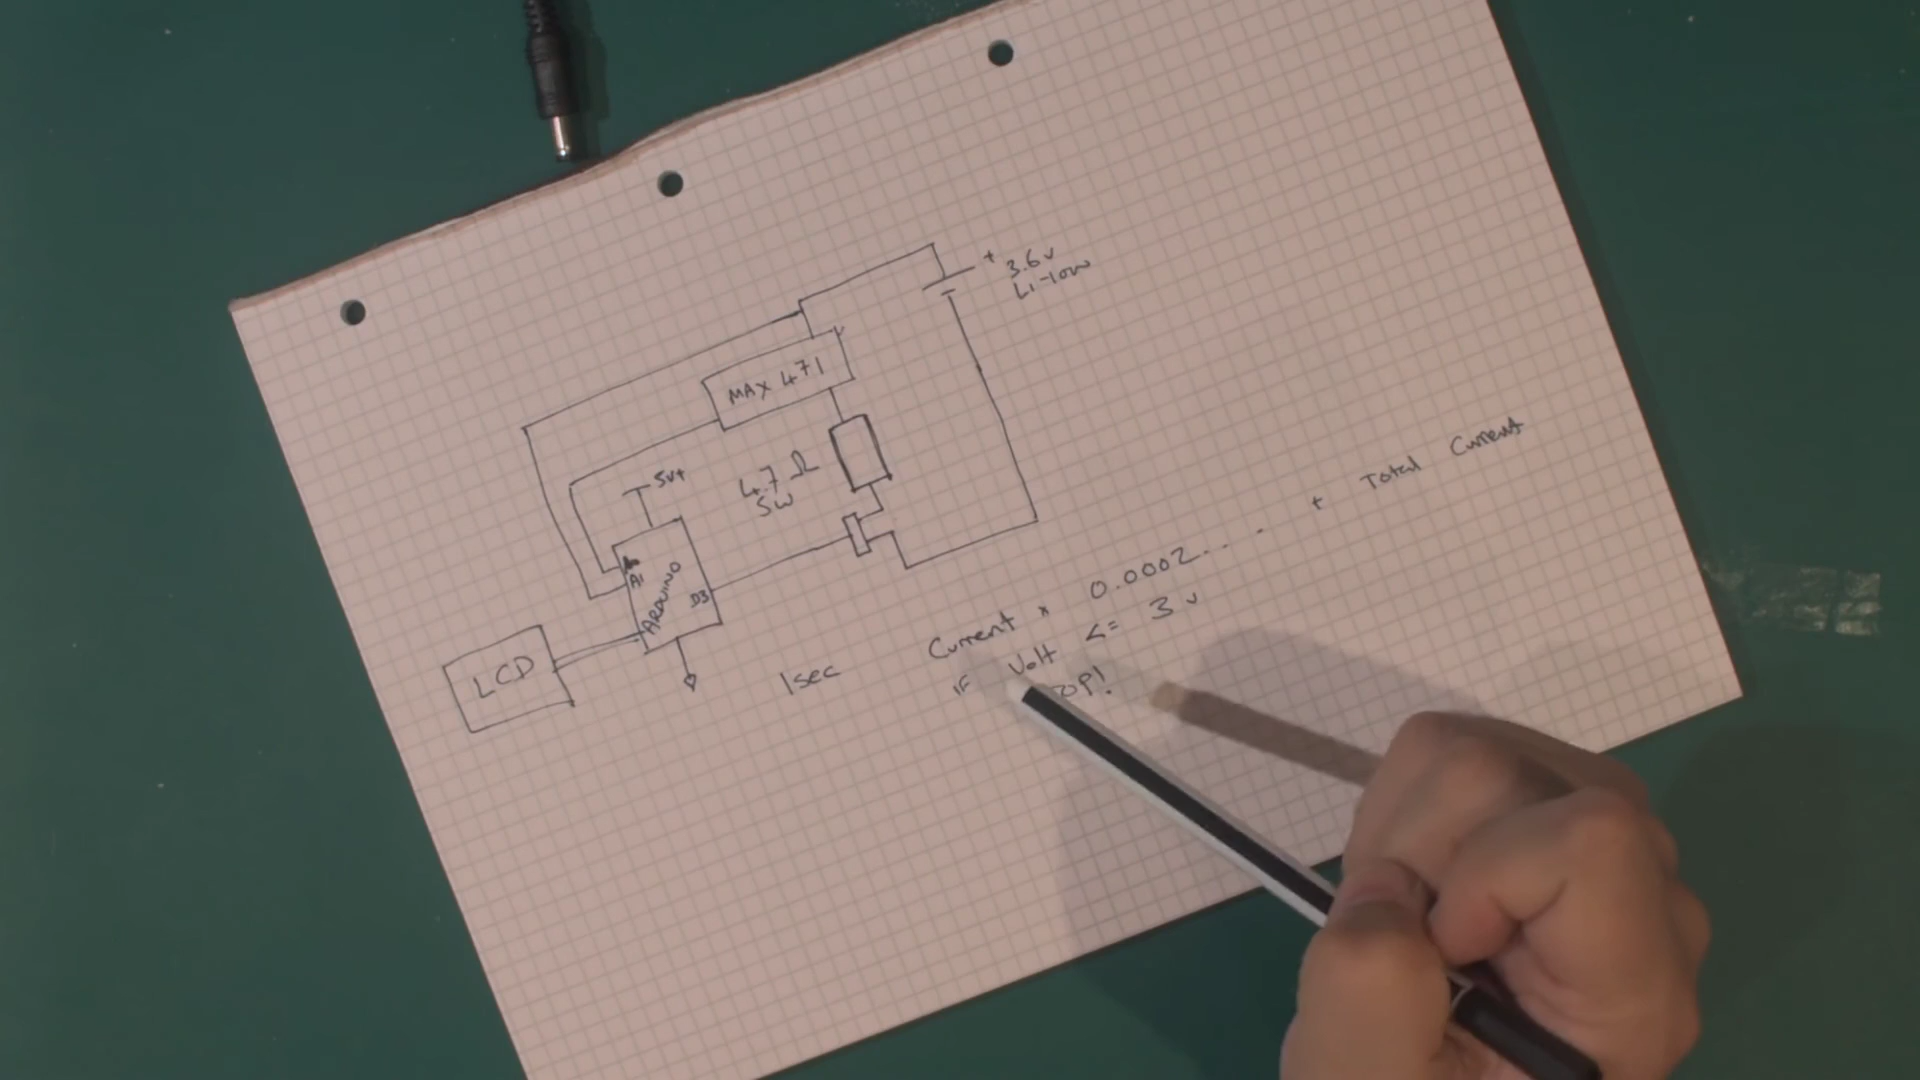 + 3.6v
Li-ion
MAX 471
5v+
4.7 Ω
5W
A1
ARDUINO
D3
LCD
1sec
Current x 0.0002... + Total Current
IF Volt <= 3v
OP!